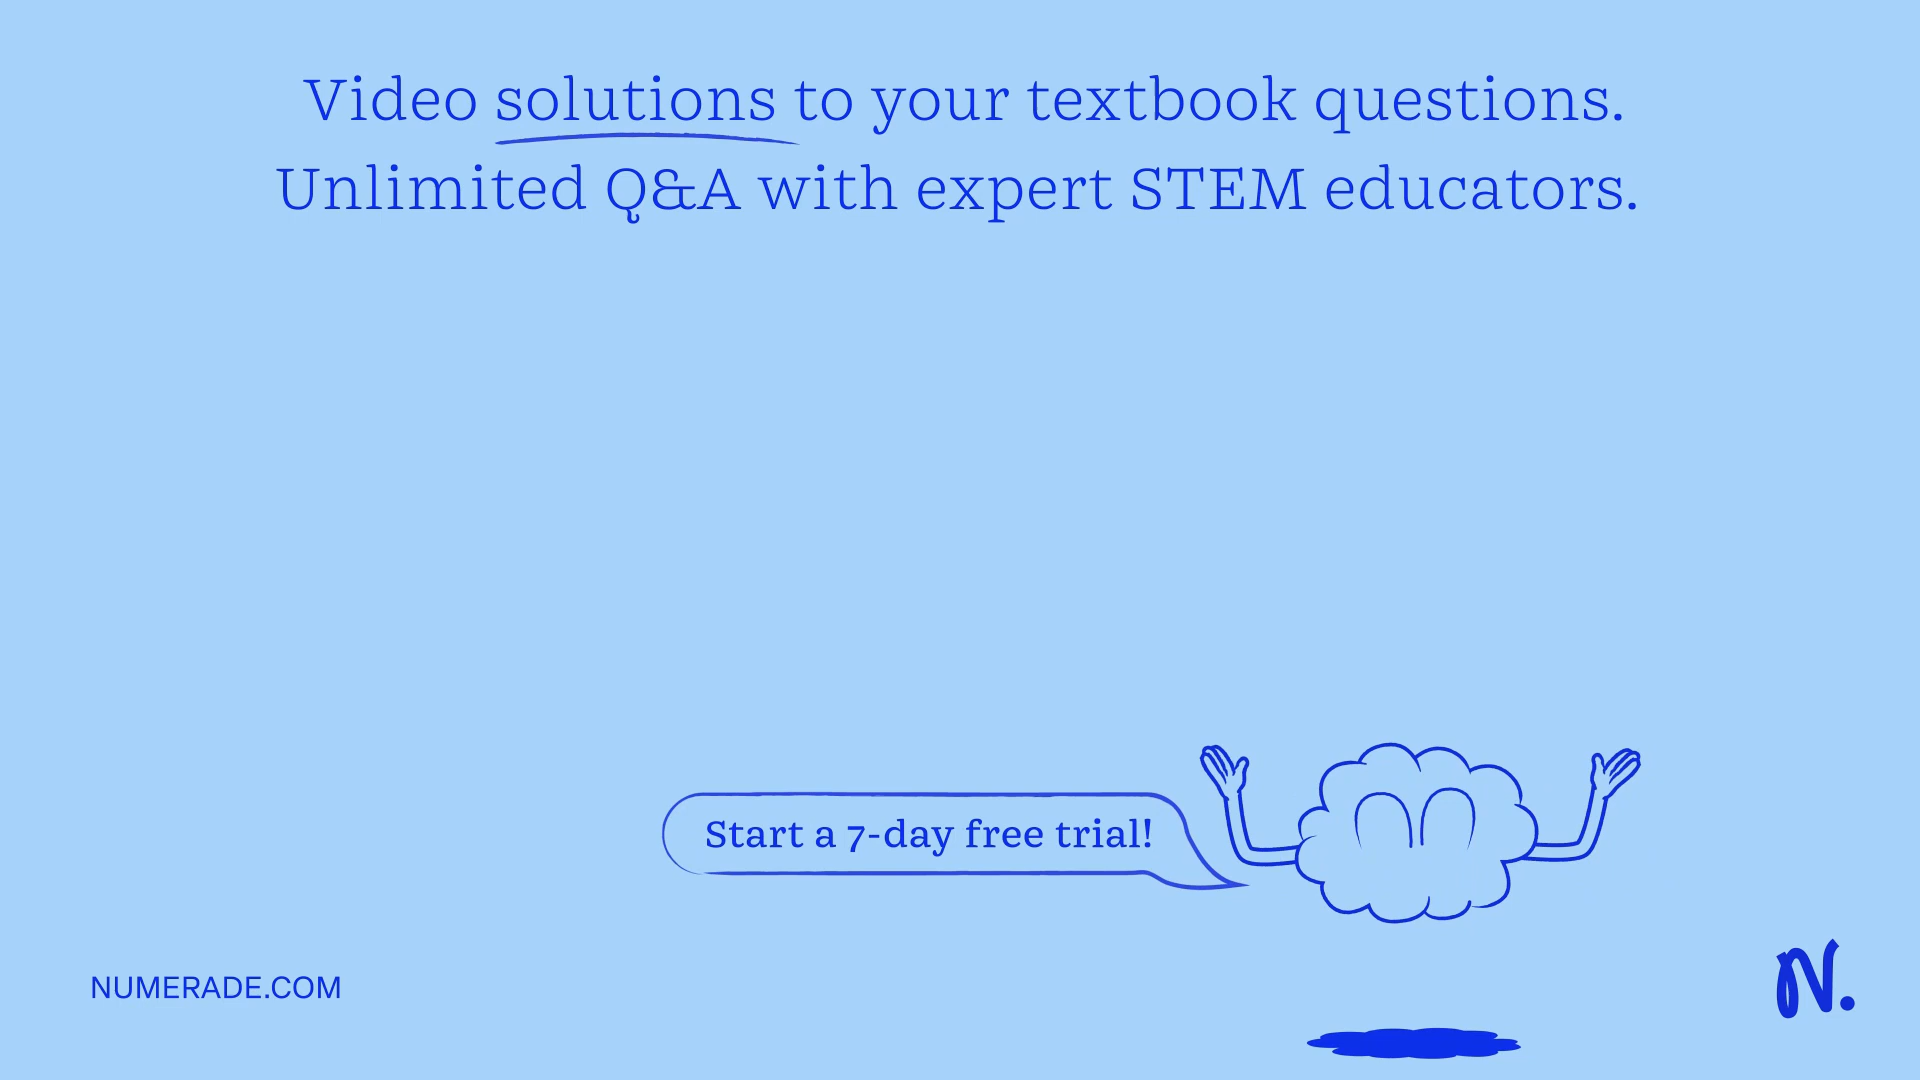 Video solutions to your textbook questions.
Unlimited Q&A with expert STEM educators.
Start a 7-day free trial!
NUMERADE.COM
N.